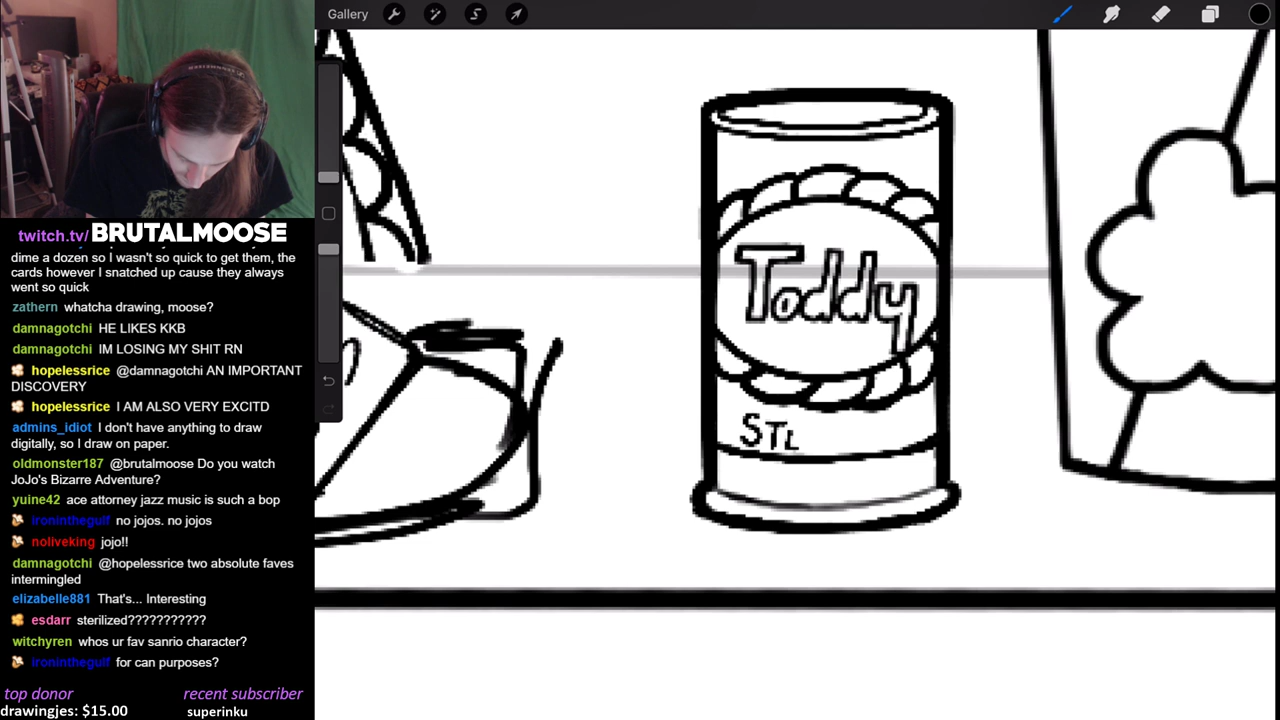 Gallery
twitch.tv/BRUTALMOOSE
dime a dozen so I wasn't so quick to get them, the
cards however I snatched up cause they always
went so quick
zathern whatcha drawing, moose?
damnagotchi HE LIKES KKB
damnagotchi IM LOSING MY SHIT RN
hopelessrice @damnagotchi AN IMPORTANT
DISCOVERY
hopelessrice I AM ALSO VERY EXCITD
admins_idiot I don't have anything to draw
digitally, so I draw on paper.
oldmonster187 @brutalmoose Do you watch
JoJo's Bizarre Adventure?
yuine42 ace attorney jazz music is such a bop
ironinthegulf no jojos. no jojos
noliveking jojo!!
damnagotchi @hopelessrice two absolute faves
intermingled
elizabelle881 That's... Interesting
esdarr sterilized???????????
witchyren whos ur fav sanrio character?
ironinthegulf for can purposes?
top donor
drawingjes: $15.00
recent subscriber
superinku
Toddy
STL